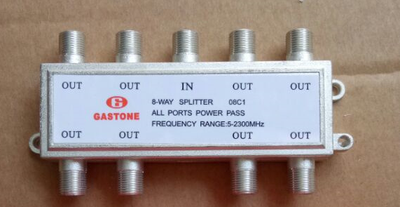 OUT OUT IN OUT OUT
G
GASTONE
8-WAY SPLITTER 08C1
ALL PORTS POWER PASS
FREQUENCY RANGE:5-2300MHz
OUT OUT OUT OUT